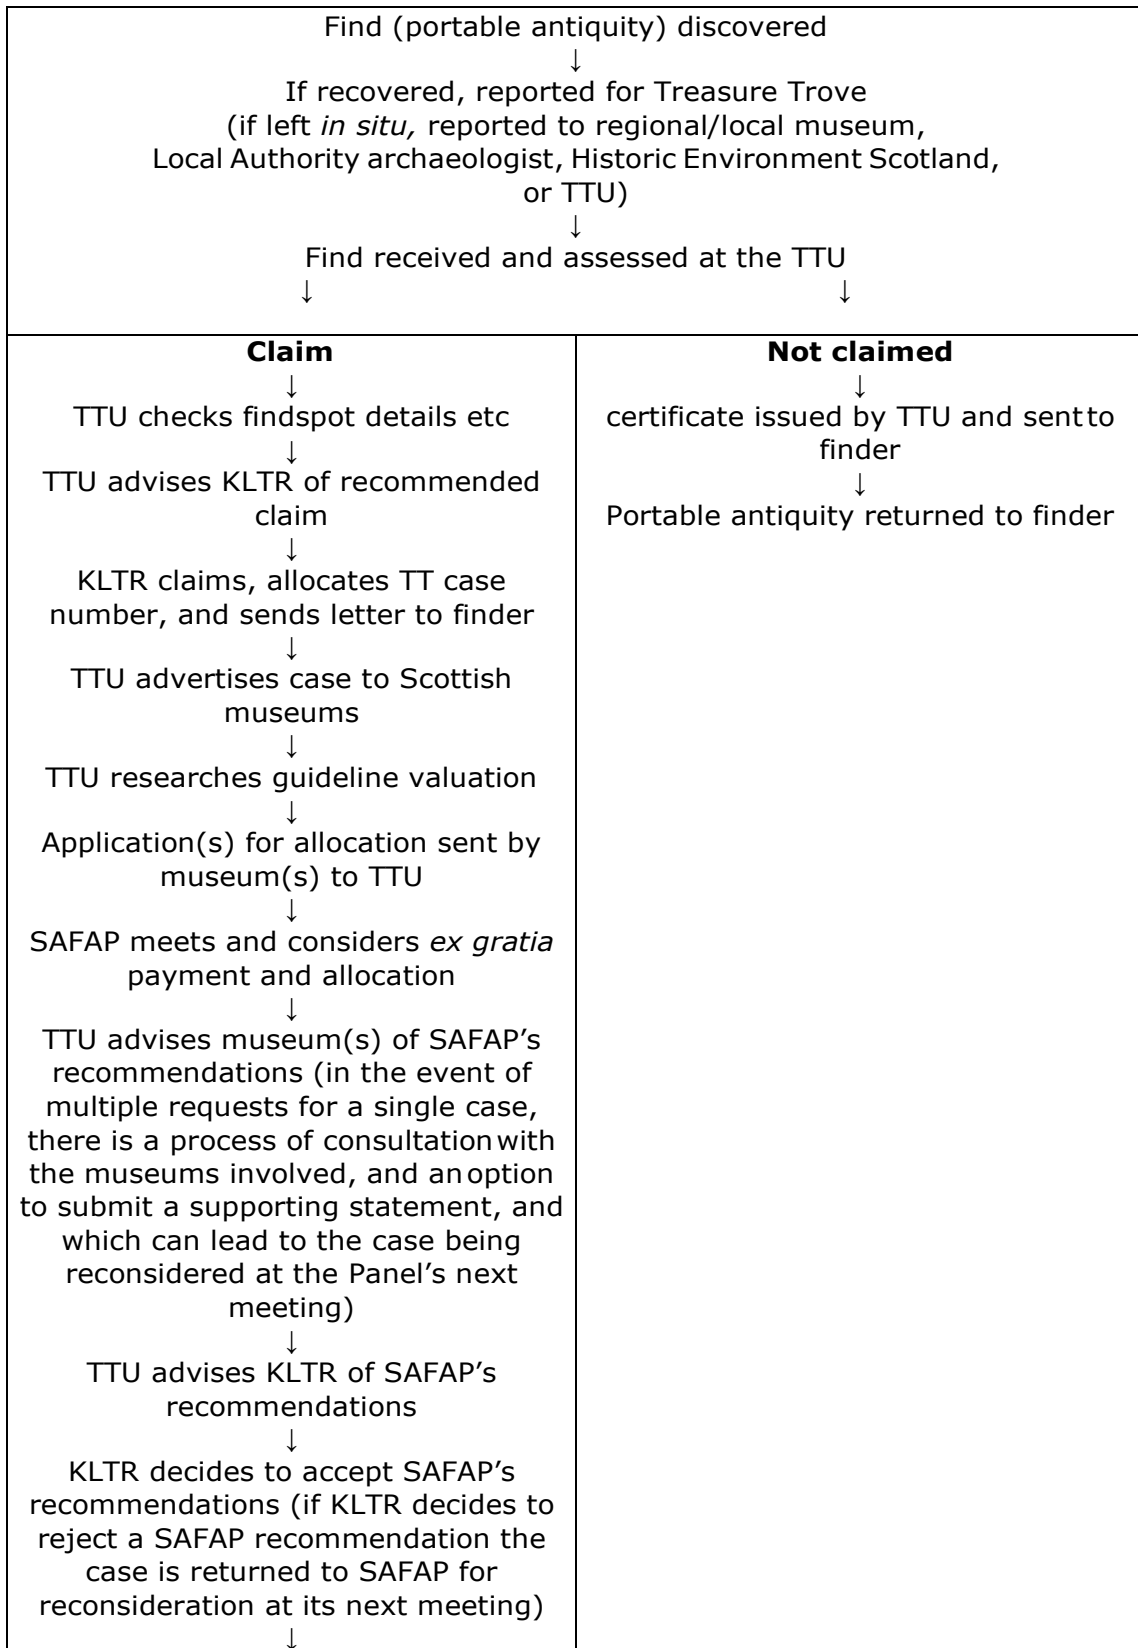 Find (portable antiquity) discovered
↓
If recovered, reported for Treasure Trove
(if left in situ, reported to regional/local museum,
Local Authority archaeologist, Historic Environment Scotland,
or TTU)
↓
Find received and assessed at the TTU
↓ ↓
Claim
↓
TTU checks findspot details etc
↓
TTU advises KLTR of recommended
claim
↓
KLTR claims, allocates TT case
number, and sends letter to finder
↓
TTU advertises case to Scottish
museums
↓
TTU researches guideline valuation
↓
Application(s) for allocation sent by
museum(s) to TTU
↓
SAFAP meets and considers ex gratia
payment and allocation
↓
TTU advises museum(s) of SAFAP’s
recommendations (in the event of
multiple requests for a single case,
there is a process of consultation with
the museums involved, and an option
to submit a supporting statement, and
which can lead to the case being
reconsidered at the Panel’s next
meeting)
↓
TTU advises KLTR of SAFAP’s
recommendations
↓
KLTR decides to accept SAFAP’s
recommendations (if KLTR decides to
reject a SAFAP recommendation the
case is returned to SAFAP for
reconsideration at its next meeting)
↓
Not claimed
↓
certificate issued by TTU and sent to
finder
↓
Portable antiquity returned to finder